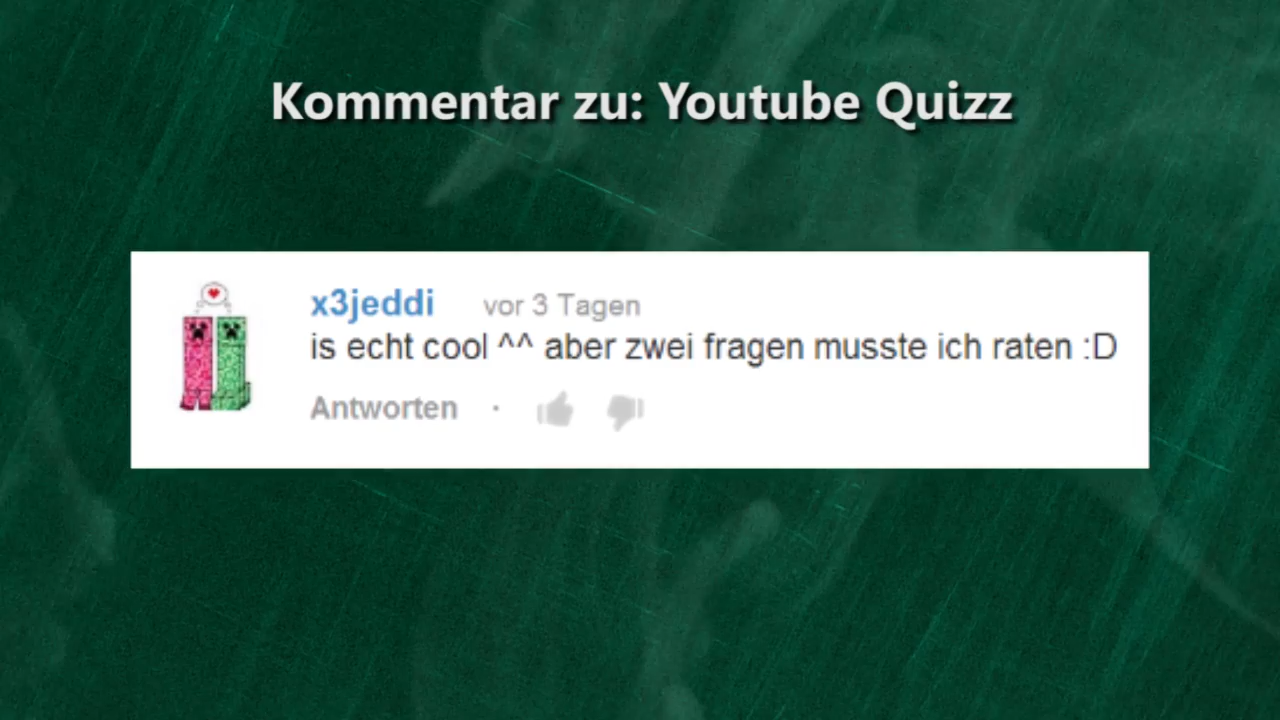 Kommentar zu: Youtube Quizz
x3jeddi vor 3 Tagen
is echt cool ^^ aber zwei fragen musste ich raten :D
Antworten ·